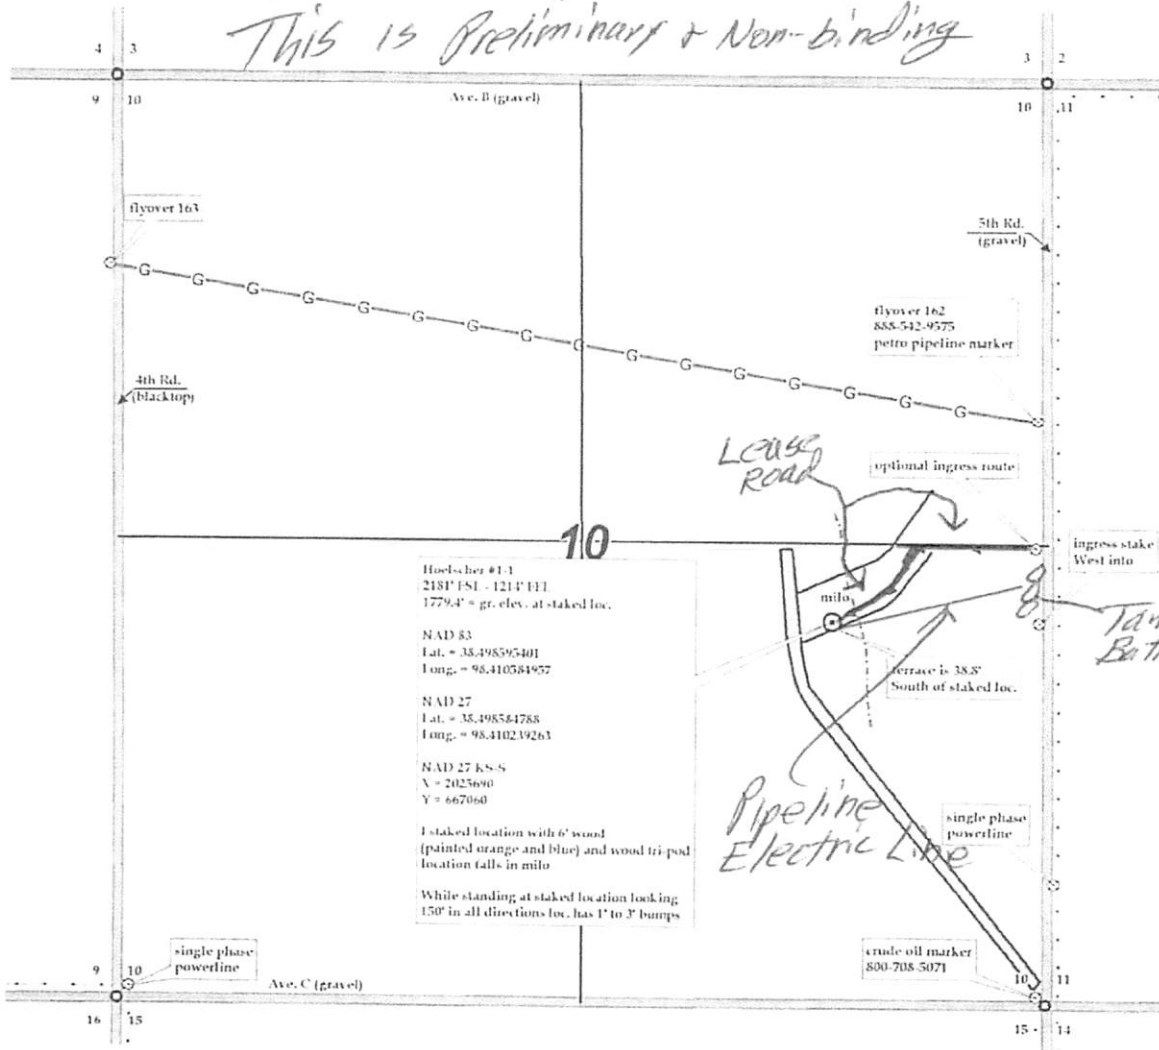 This is Preliminary & Non-binding
4 3
3 2
9 10
Ave. B (gravel)
10 11
flyover 163
5th Rd.
(gravel)
flyover 162
888-542-9575
petro pipeline marker
4th Rd.
(blacktop)
Lease
Road
optional ingress route
10
ingress stake
West into
Hoelscher #1-1
2181' FSL - 1214' FEL
1779.4' = gr. elev. at staked loc.
NAD 83
Lat. = 38.498595401
Long. = 98.410584957
NAD 27
Lat. = 38.498584788
Long. = 98.410239263
NAD 27 KS-S
X = 2025690
Y = 667060
I staked location with 6' wood
(painted orange and blue) and wood tri-pod
location falls in milo
While standing at staked location looking
150' in all directions loc. has 1' to 3' bumps
milo
Tan
Bat
terrace is 38.8'
South of staked loc.
Pipeline
Electric Line
single phase
powerline
single phase
powerline
crude oil marker
800-708-5071
9 10
Ave. C (gravel)
10 11
16 15
15 14
G G G G G G G G G G G G G G G G